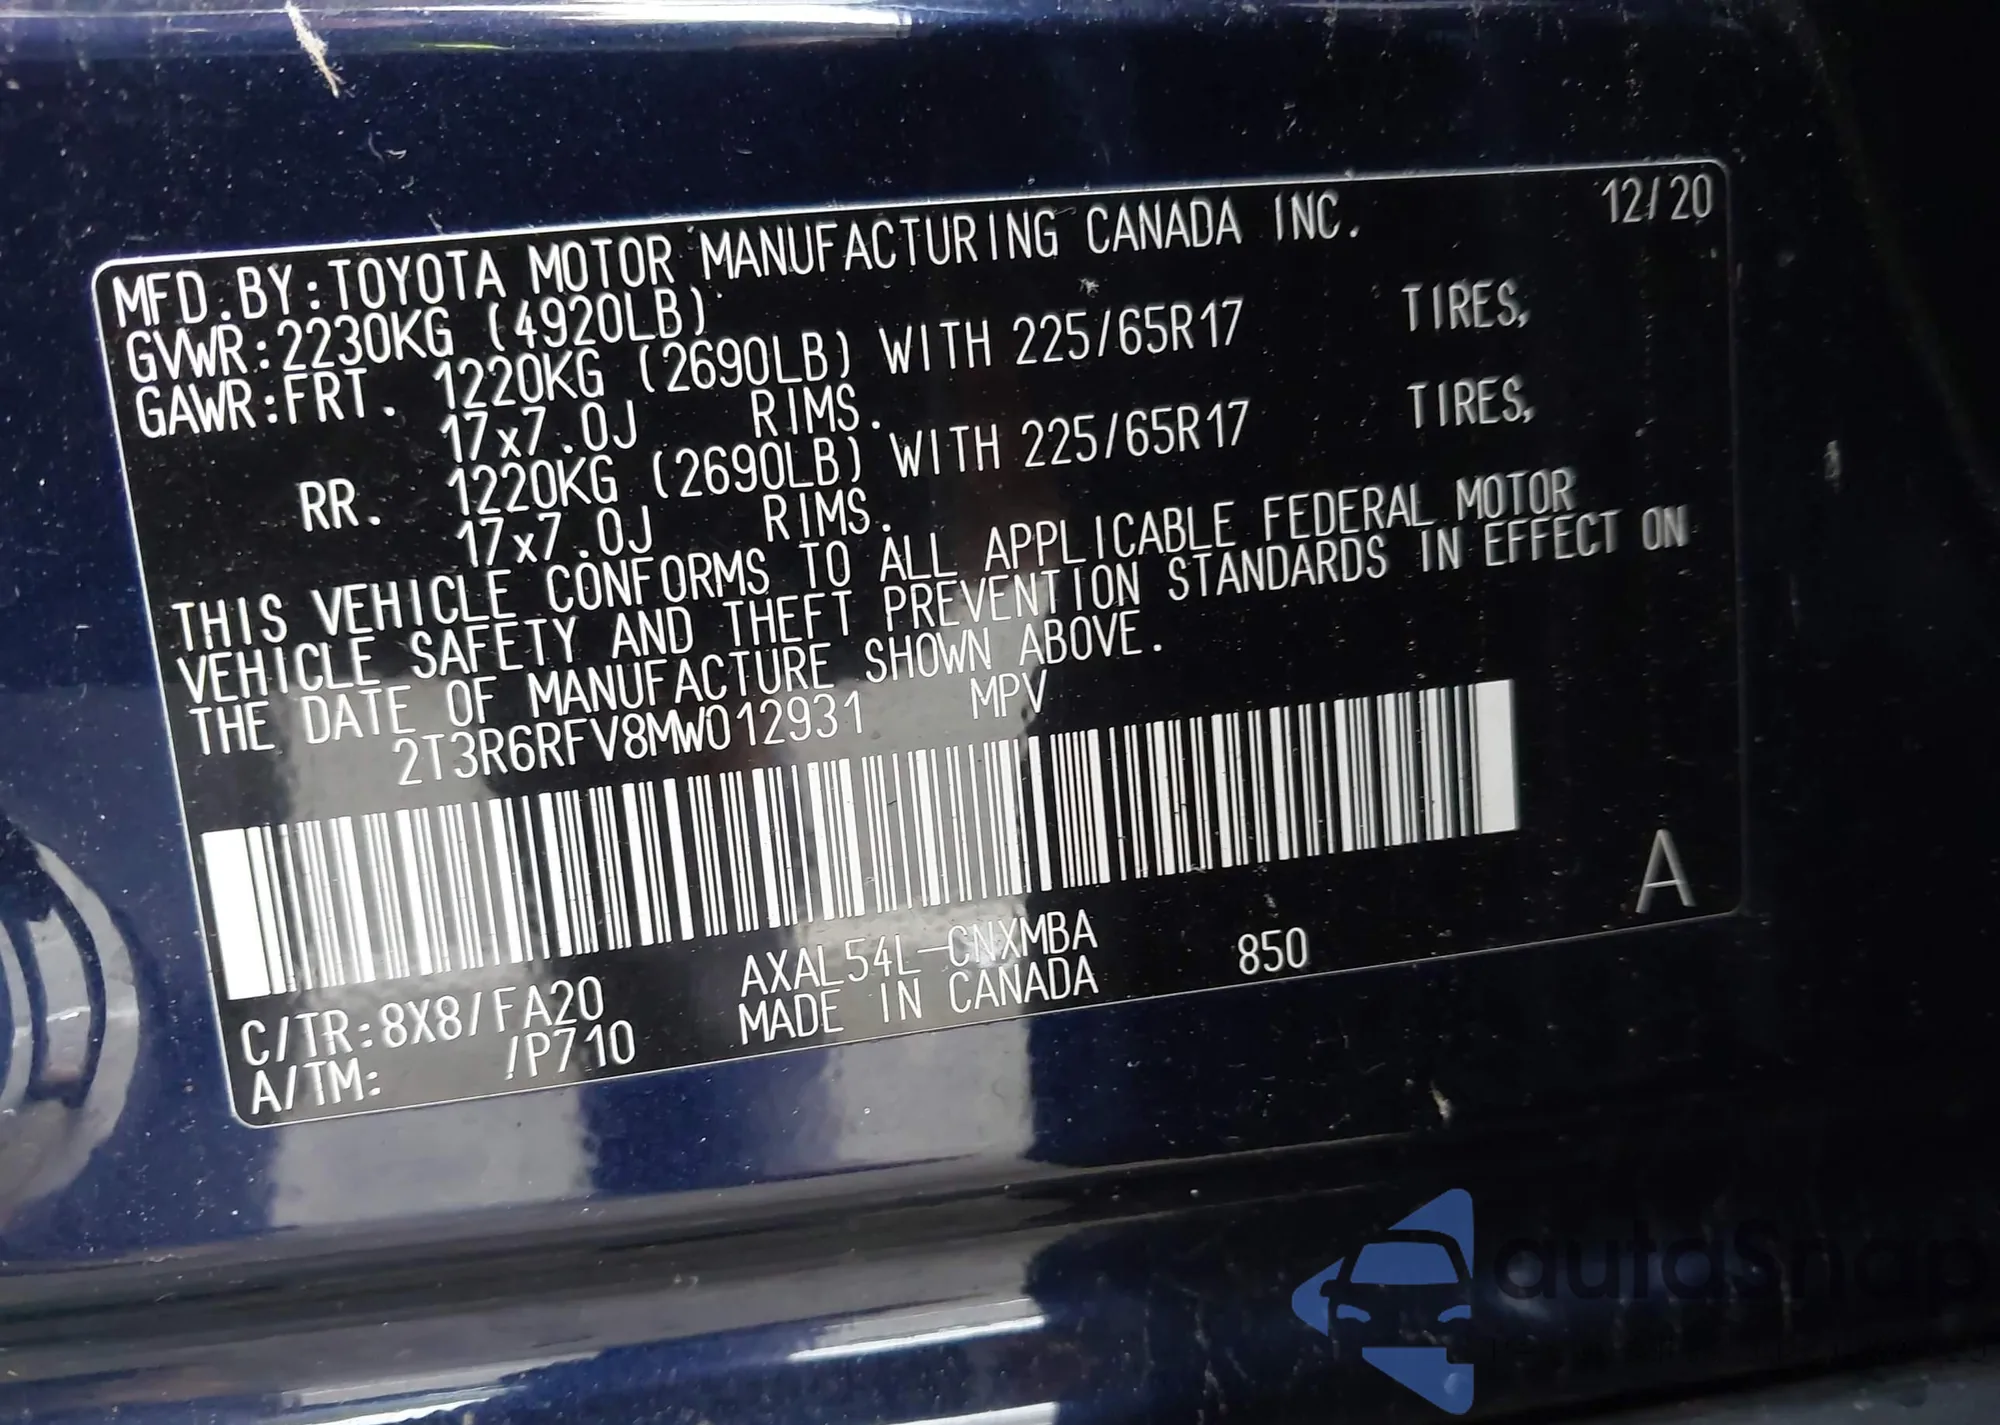 MFD.BY:TOYOTA MOTOR MANUFACTURING CANADA INC. 12/20
GVWR:2230KG (4920LB)
GAWR:FRT. 1220KG (2690LB) WITH 225/65R17 TIRES,
17x7.0J RIMS.
RR. 1220KG (2690LB) WITH 225/65R17 TIRES,
17x7.0J RIMS.
THIS VEHICLE CONFORMS TO ALL APPLICABLE FEDERAL MOTOR
VEHICLE SAFETY AND THEFT PREVENTION STANDARDS IN EFFECT ON
THE DATE OF MANUFACTURE SHOWN ABOVE.
2T3R6RFV8MW012931 MPV
A
C/TR:8X8/FA20 AXAL54L-CNXMBA 850
A/TM: /P710 MADE IN CANADA
autasnap